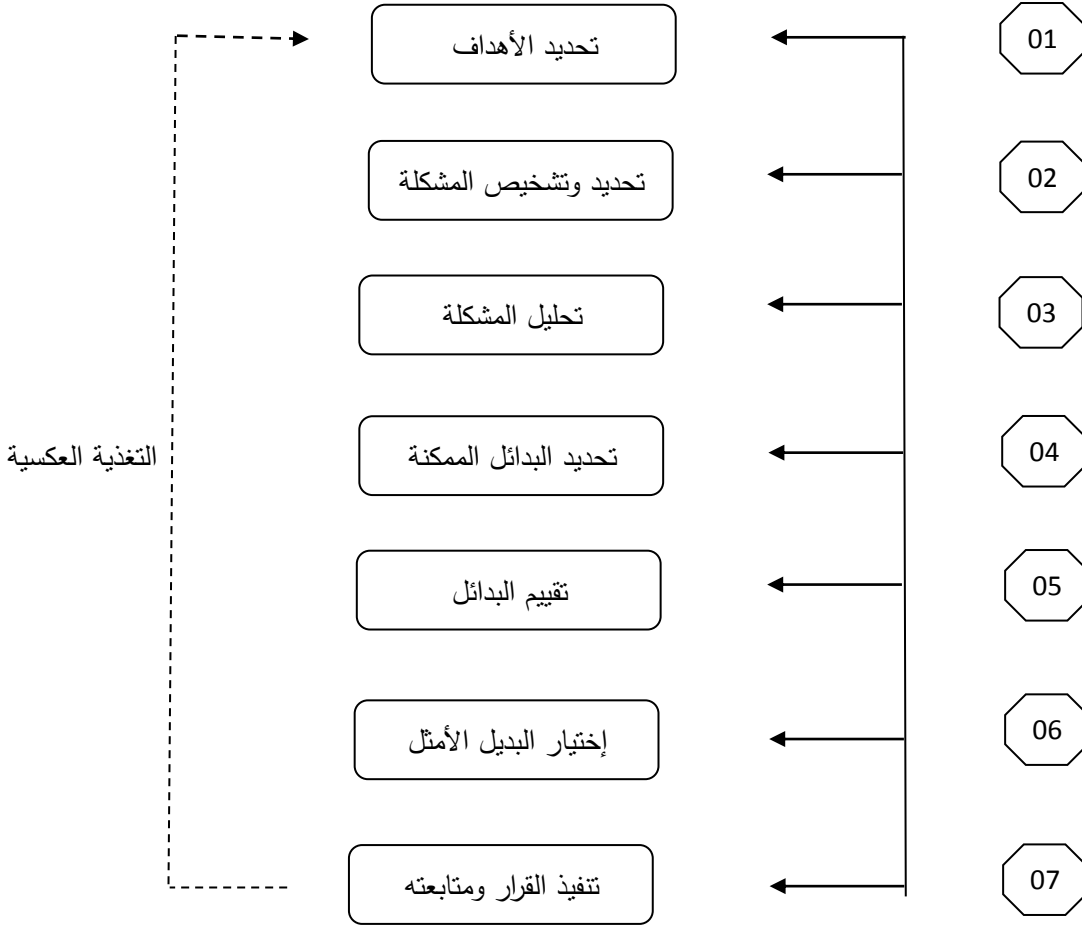 01
تحديد الأهداف
02
تحديد وتشخيص المشكلة
03
تحليل المشكلة
04
تحديد البدائل الممكنة
التغذية العكسية
05
تقييم البدائل
06
إختيار البديل الأمثل
07
تنفيذ القرار ومتابعته